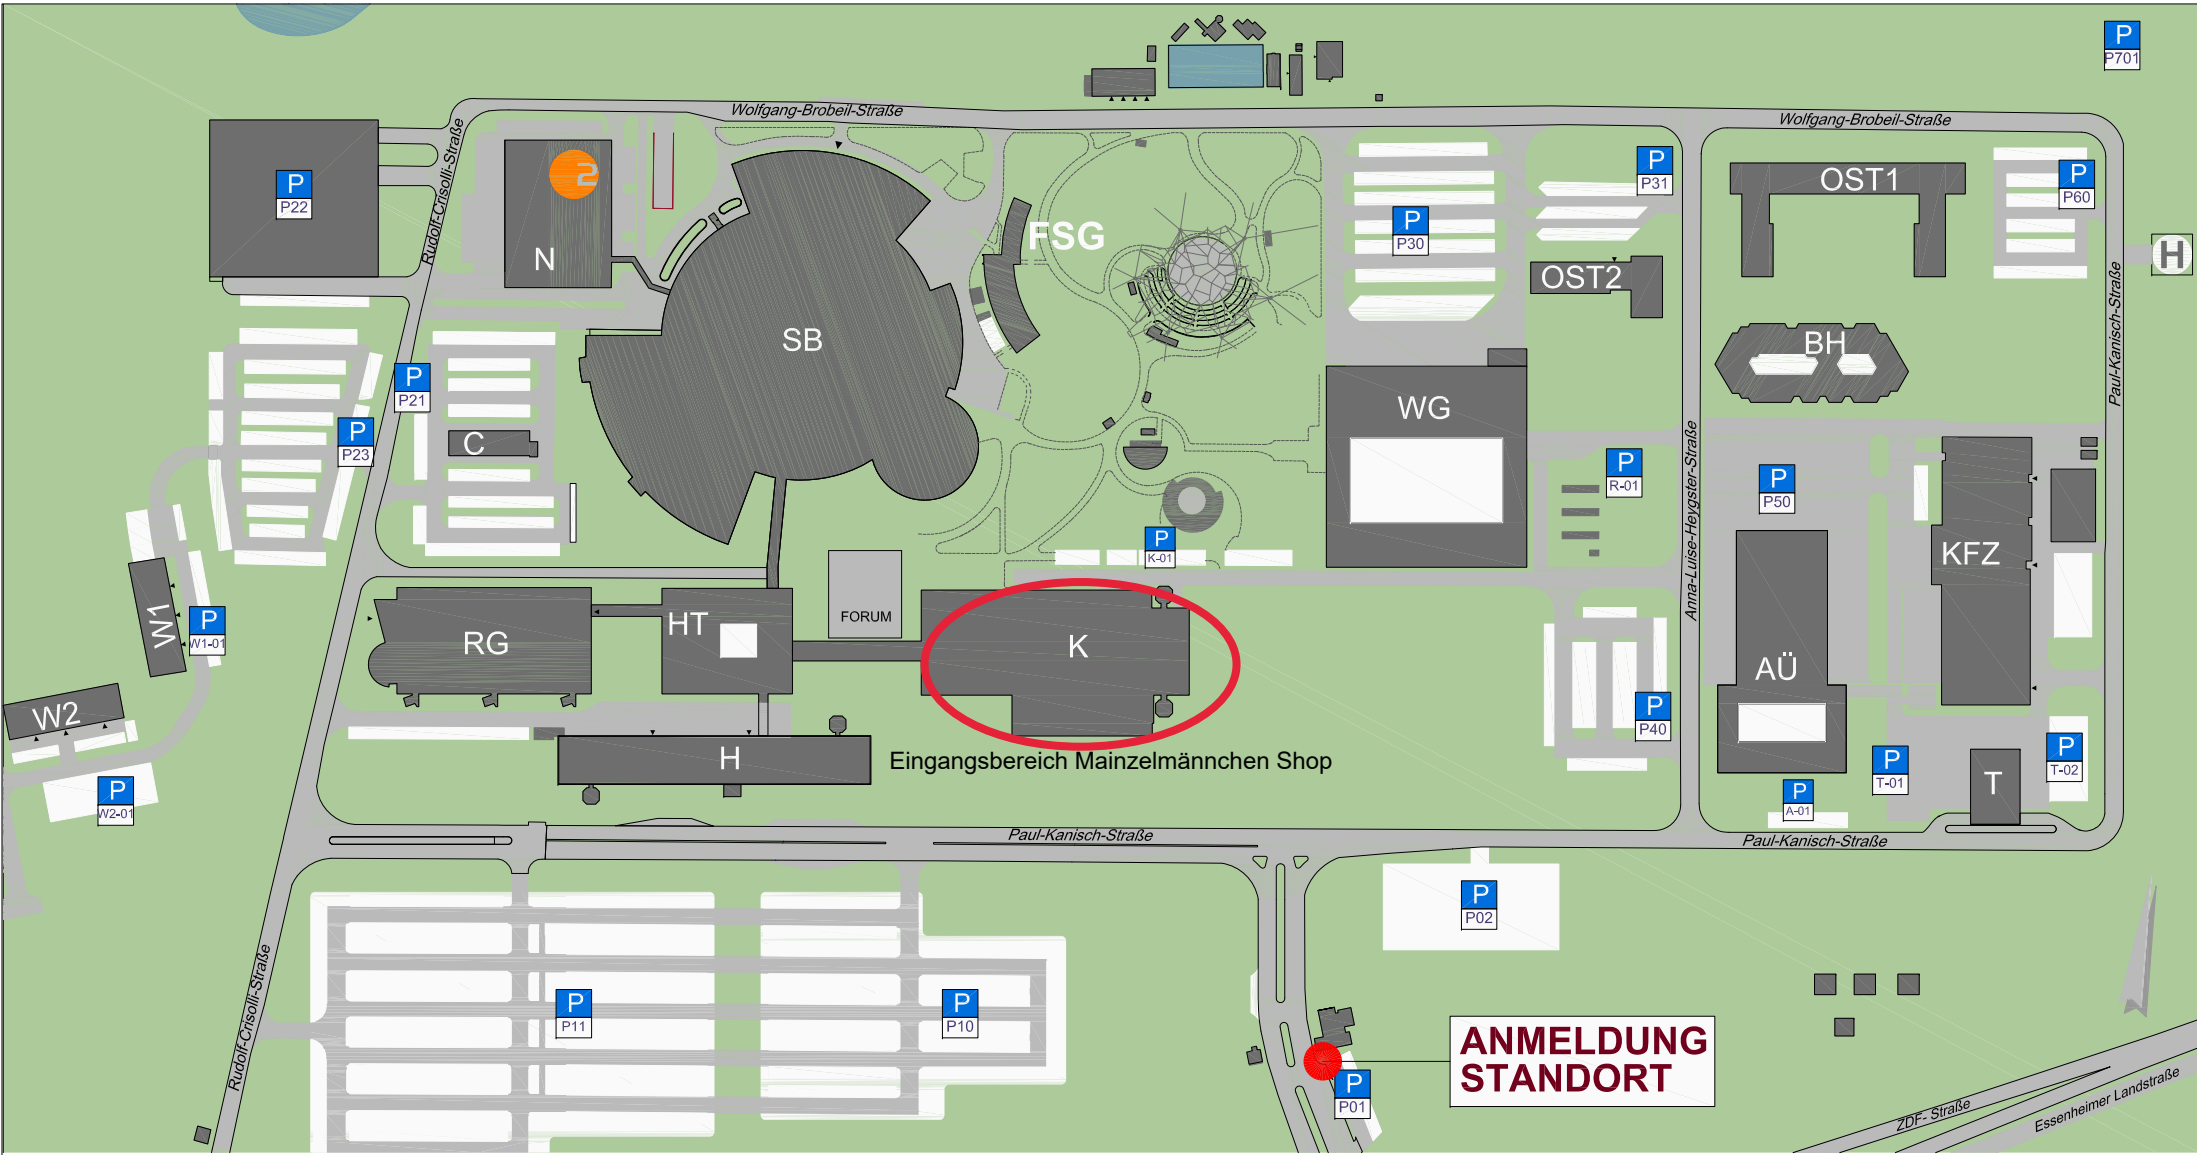 P
P701
Wolfgang-Brobeil-Straße
Wolfgang-Brobeil-Straße
Rudolf-Crisolli-Straße
P
P22
2
N
FSG
P
P31
P
P30
OST1
P
P60
H
OST2
SB
BH
Paul-Kanisch-Straße
P
P21
P
P23
C
WG
P
R-01
Anna-Luise-Heygster-Straße
P
P50
P
K-01
KFZ
W1
P
W1-01
RG
HT
FORUM
K
AÜ
W2
P
P40
H
Eingangsbereich Mainzelmännchen Shop
P
T-01
P
T-02
T
P
W2-01
P
A-01
Paul-Kanisch-Straße
Paul-Kanisch-Straße
P
P02
Rudolf-Crisolli-Straße
P
P11
P
P10
ANMELDUNG
STANDORT
P
P01
ZDF- Straße
Essenheimer Landstraße